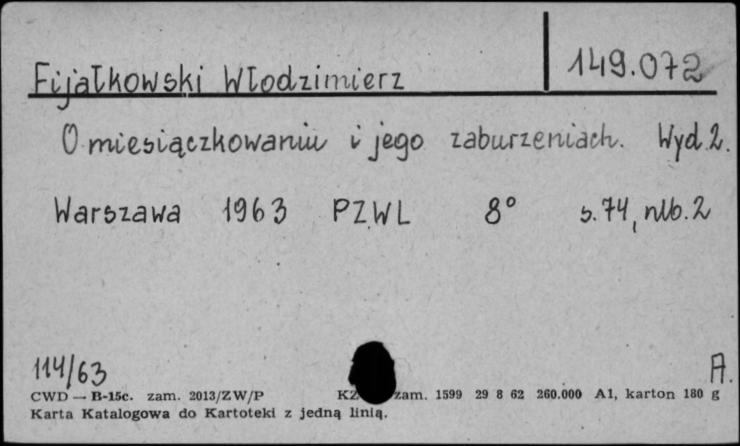 Fijałkowski Włodzimierz 149.072
O miesiączkowaniu i jego zaburzeniach. Wyd. 2.
Warszawa 1963 PZWL 8° s. 74, nlb. 2
114/63 A.
CWD — B-15c. zam. 2013/ZW/P zam. 1599 29 8 62 260.000 A1, karton 180 g
Karta Katalogowa do Kartoteki z jedną linią.